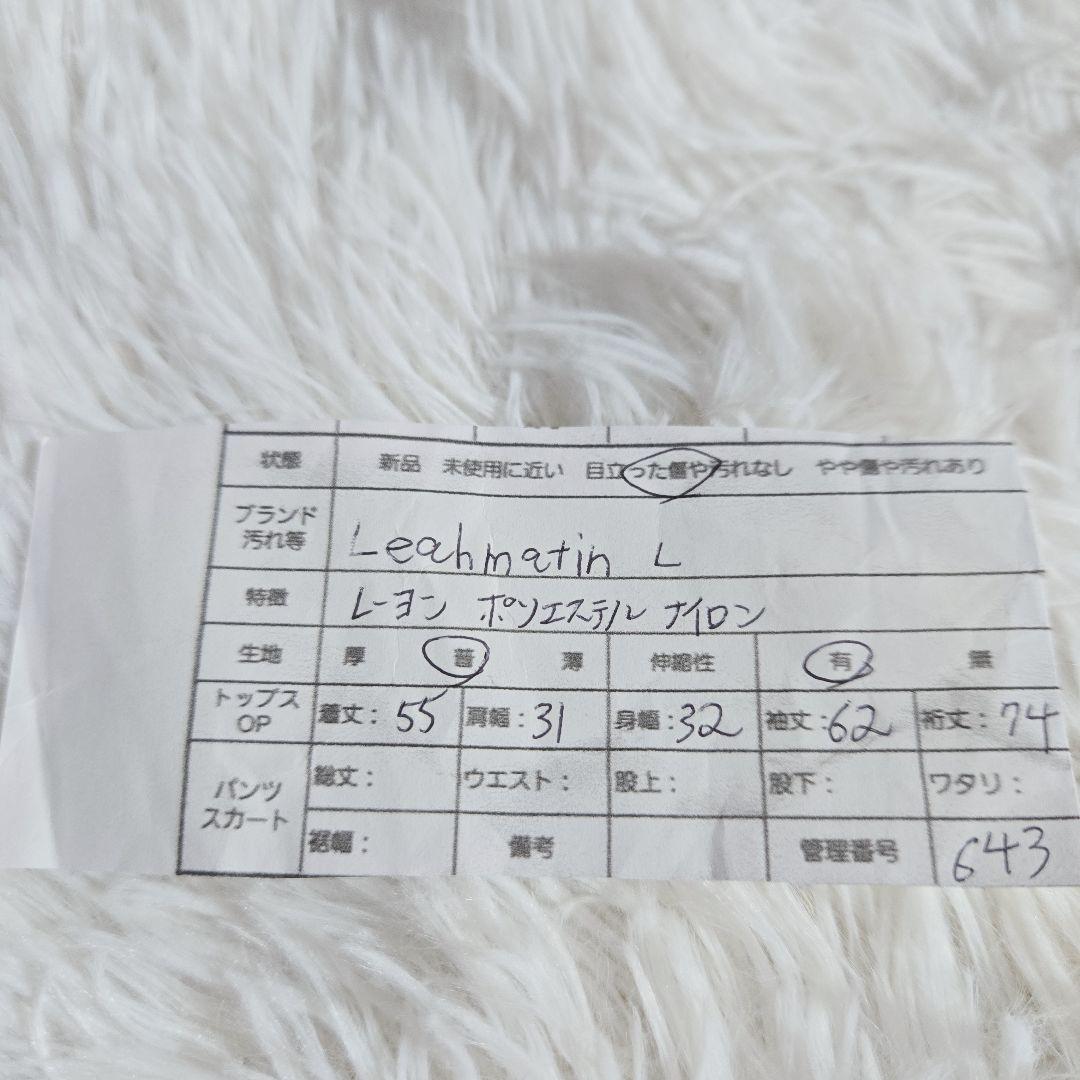 状態 新品 未使用に近い 目立った傷や汚れなし やや傷や汚れあり
ブランド
汚れ等
Leahmatin L
特徴 レーヨン ポリエステル ナイロン
生地 厚 普 薄 伸縮性 有 無
トップス
OP
着丈: 55 肩幅: 31 身幅: 32 袖丈: 62 裄丈: 74
パンツ
スカート
総丈: ウエスト: 股上: 股下: ワタリ:
裾幅: 備考 管理番号 643